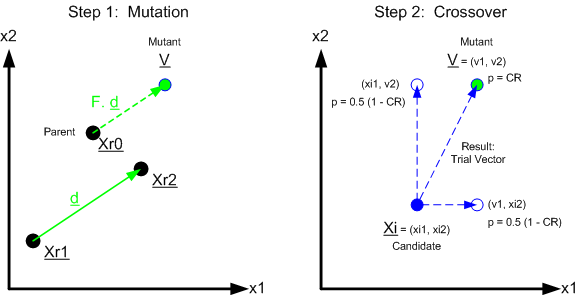 Step 1:  Mutation
x2
Mutant
V
F. d
Parent
Xr0
Xr2
d
Xr1
x1
Step 2:  Crossover
x2
Mutant
V = (v1, v2)
(xi1, v2)
p = CR
p = 0.5 (1 - CR)
Result:
Trial Vector
(v1, xi2)
p = 0.5 (1 - CR)
Xi = (xi1, xi2)
Candidate
x1